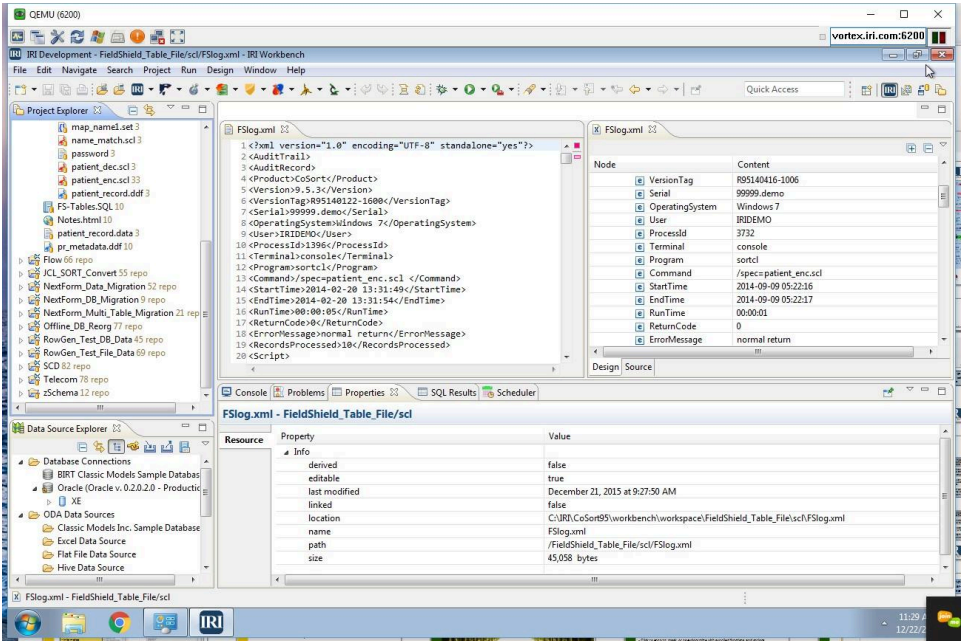 QEMU (6200)
vortex.iri.com:6200
IRI Development - FieldShield_Table_File/scl/FSlog.xml - IRI Workbench
File Edit Navigate Search Project Run Design Window Help
Quick Access
IRI
Project Explorer
map_name1.set 3
name_match.scl 3
password 3
patient_dec.scl 3
patient_enc.scl 33
patient_record.ddf 3
FS-Tables.SQL 10
Notes.html 10
patient_record.data 3
pr_metadata.ddf 10
Flow 66 repo
JCL_SORT_Convert 55 repo
NextForm_Data_Migration 52 repo
NextForm_DB_Migration 9 repo
NextForm_Multi_Table_Migration 21 rep
Offline_DB_Reorg 77 repo
RowGen_Test_DB_Data 45 repo
RowGen_Test_File_Data 69 repo
SCD 82 repo
Telecom 78 repo
zSchema 12 repo
FSlog.xml
1 <?xml version="1.0" encoding="UTF-8" standalone="yes"?>
2 <AuditTrail>
3 <AuditRecord>
4 <Product>CoSort</Product>
5 <Version>9.5.3</Version>
6 <VersionTag>R95140122-1600</VersionTag>
7 <Serial>99999.demo</Serial>
8 <OperatingSystem>Windows 7</OperatingSystem>
9 <User>IRIDEMO</User>
10 <ProcessId>1396</ProcessId>
11 <Terminal>console</Terminal>
12 <Program>sortcl</Program>
13 <Command>/spec=patient_enc.scl </Command>
14 <StartTime>2014-02-20 13:31:49</StartTime>
15 <EndTime>2014-02-20 13:31:54</EndTime>
16 <RunTime>00:00:05</RunTime>
17 <ReturnCode>0</ReturnCode>
18 <ErrorMessage>normal return</ErrorMessage>
19 <RecordsProcessed>10</RecordsProcessed>
20 <Script>
FSlog.xml
Node Content
VersionTag R95140416-1006
Serial 99999.demo
OperatingSystem Windows 7
User IRIDEMO
ProcessId 3732
Terminal console
Program sortcl
Command /spec=patient_enc.scl
StartTime 2014-09-09 05:22:16
EndTime 2014-09-09 05:22:17
RunTime 00:00:01
ReturnCode 0
ErrorMessage normal return
Design Source
Data Source Explorer
Database Connections
BIRT Classic Models Sample Databas
Oracle (Oracle v. 0.2.0.2.0 - Productic
XE
ODA Data Sources
Classic Models Inc. Sample Database
Excel Data Source
Flat File Data Source
Hive Data Source
Console Problems Properties SQL Results Scheduler
FSlog.xml - FieldShield_Table_File/scl
Resource
Property Value
Info
derived false
editable true
last modified December 21, 2015 at 9:27:50 AM
linked false
location C:\IRI\CoSort95\workbench\workspace\FieldShield_Table_File\scl\FSlog.xml
name FSlog.xml
path /FieldShield_Table_File/scl/FSlog.xml
size 45,058 bytes
FSlog.xml - FieldShield_Table_File/scl
IRI
11:29
12/22/2